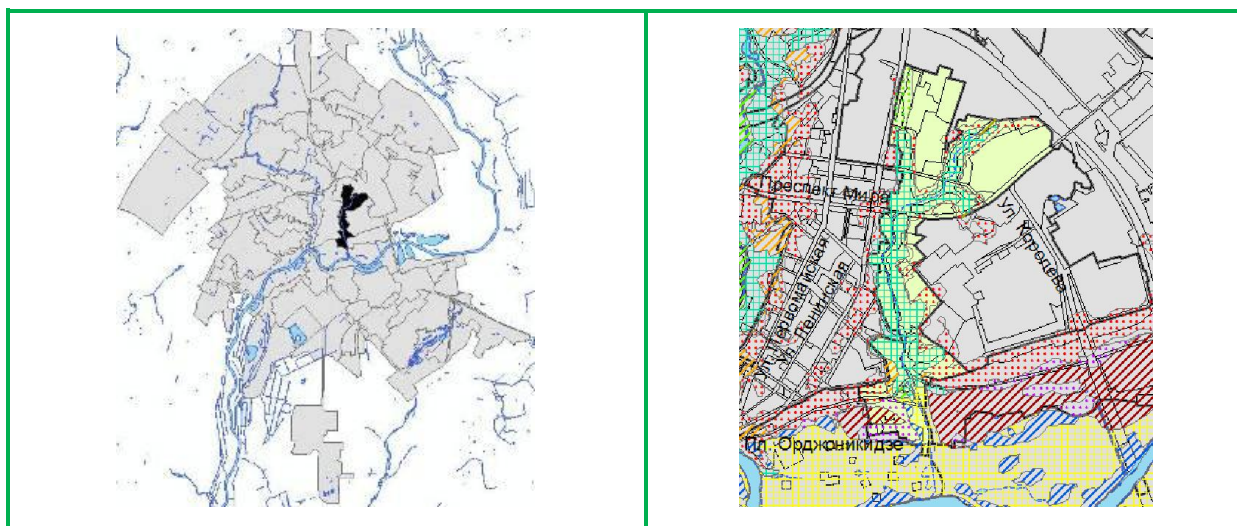 Проспект Мира
Ул. Королева
Ул. Первомайская
Ул. Ленинская
Пл. Орджоникидзе